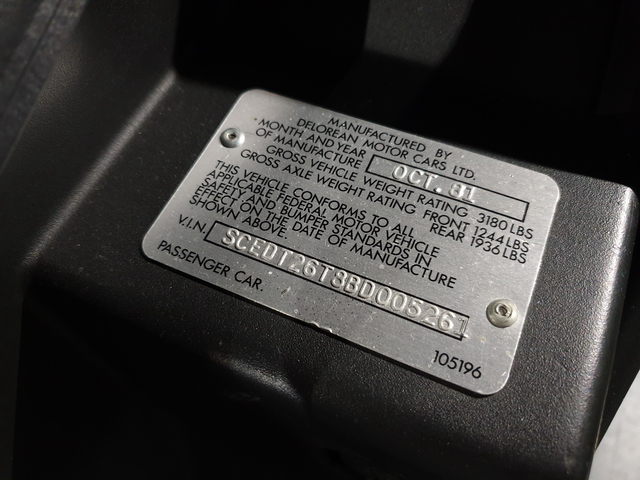 MANUFACTURED BY
DELOREAN MOTOR CARS LTD.
*MONTH AND YEAR
OF MANUFACTURE OCT. 81
GROSS VEHICLE WEIGHT RATING 3180 LBS
GROSS AXLE WEIGHT RATING FRONT 1244 LBS
REAR 1936 LBS
THIS VEHICLE CONFORMS TO ALL
APPLICABLE FEDERAL MOTOR VEHICLE
SAFETY AND BUMPER STANDARDS IN
EFFECT ON THE DATE OF MANUFACTURE
SHOWN ABOVE.
V.I.N. SCEDT26T8BD005261
PASSENGER CAR.
105196